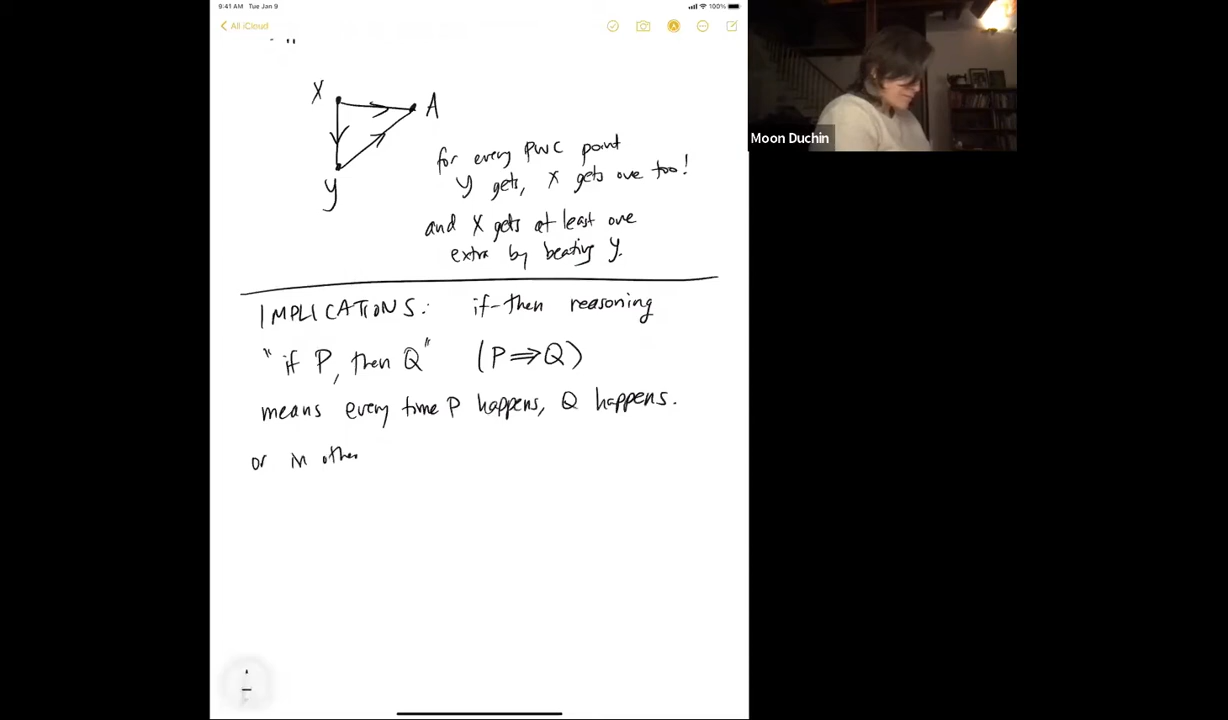 9:41 AM Tue Jan 9
100%
All iCloud
X
A
y
for every PWC point
y gets, X gets one too!
and X gets at least one
extra by beating y.
IMPLICATIONS: if-then reasoning
"if P, then Q" (P⇒Q)
means every time P happens, Q happens.
or in other
Moon Duchin